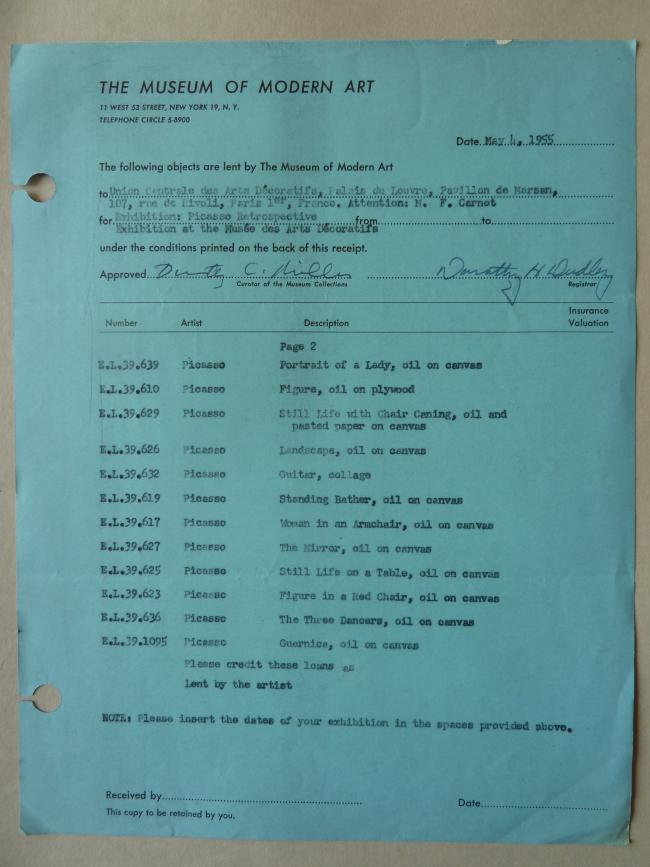 THE MUSEUM OF MODERN ART
11 WEST 53 STREET, NEW YORK 19, N. Y.
TELEPHONE CIRCLE 5-8900
Date May 4, 1955
The following objects are lent by The Museum of Modern Art
to Union Centrale des Arts Décoratifs, Palais du Louvre, Pavillon de Marsan,
107, rue de Rivoli, Paris 1er, France. Attention: M. F. Carnot
for Exhibition: Picasso Retrospective from to
Exhibition at the Musée des Arts Décoratifs
under the conditions printed on the back of this receipt.
Approved Dorothy C. Miller Dorothy H Dudley
Curator of the Museum Collections Registrar
Number Artist Description Insurance Valuation
Page 2
E.L.39.639 Picasso Portrait of a Lady, oil on canvas
E.L.39.610 Picasso Figure, oil on plywood
E.L.39.629 Picasso Still Life with Chair Caning, oil and
pasted paper on canvas
E.L.39.626 Picasso Landscape, oil on canvas
E.L.39.632 Picasso Guitar, collage
E.L.39.619 Picasso Standing Bather, oil on canvas
E.L.39.617 Picasso Woman in an Armchair, oil on canvas
E.L.39.627 Picasso The Mirror, oil on canvas
E.L.39.625 Picasso Still Life on a Table, oil on canvas
E.L.39.623 Picasso Figure in a Red Chair, oil on canvas
E.L.39.636 Picasso The Three Dancers, oil on canvas
E.L.39.1095 Picasso Guernica, oil on canvas
Please credit these loans as
Lent by the artist
NOTE: Please insert the dates of your exhibition in the spaces provided above.
Received by Date
This copy to be retained by you.